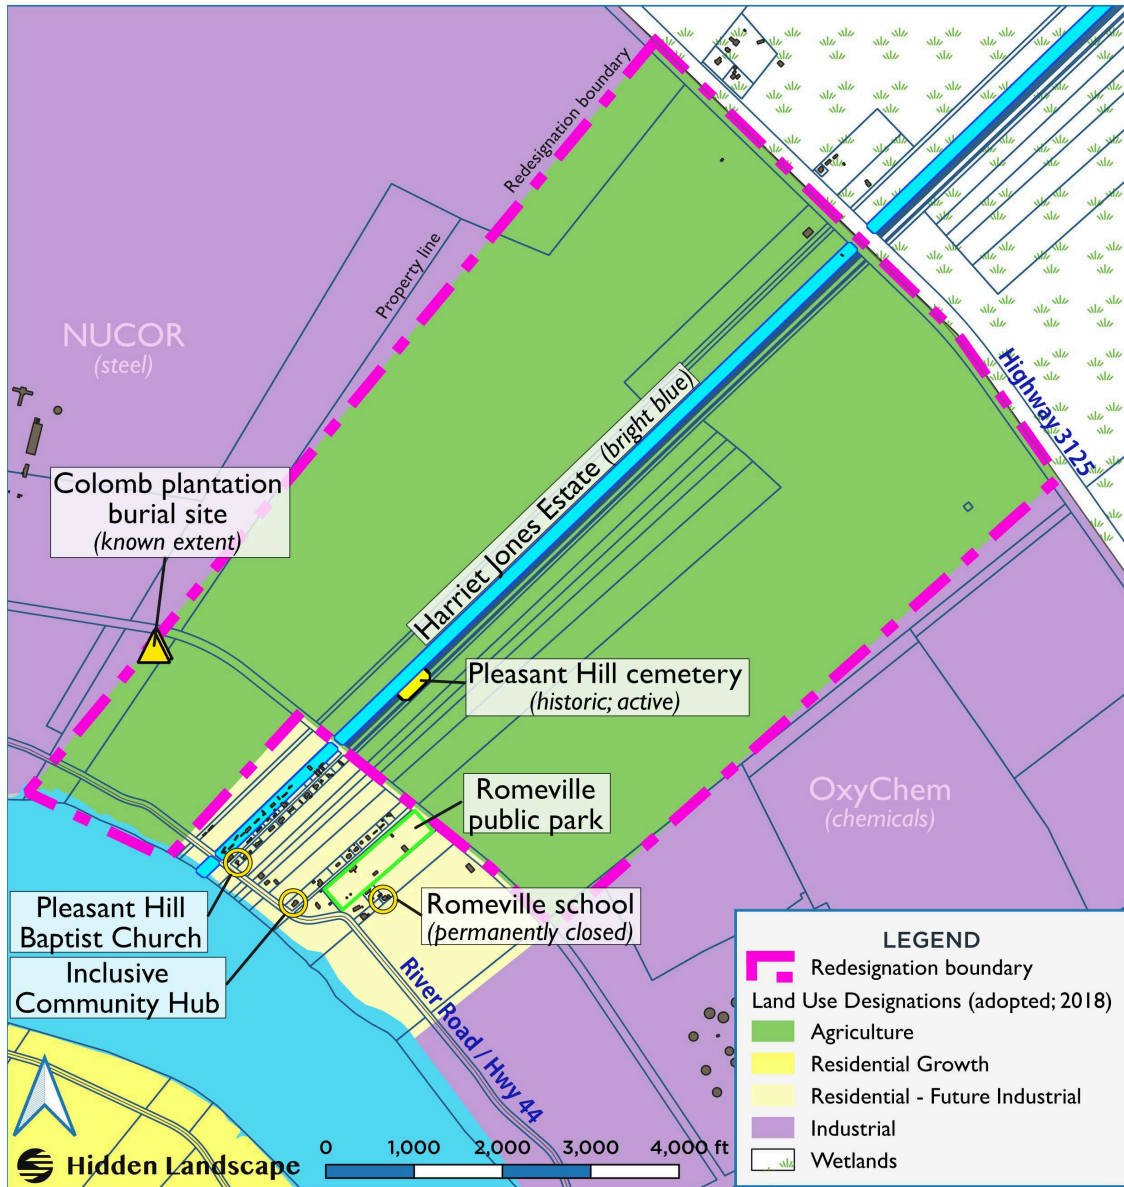 Redesignation boundary
Property line
NUCOR
(steel)
Highway 3125
Harriet Jones Estate (bright blue)
Colomb plantation
burial site
(known extent)
Pleasant Hill cemetery
(historic; active)
Romeville
public park
OxyChem
(chemicals)
Pleasant Hill
Baptist Church
Romeville school
(permanently closed)
Inclusive
Community Hub
River Road / Hwy 44
LEGEND
Redesignation boundary
Land Use Designations (adopted; 2018)
Agriculture
Residential Growth
Residential - Future Industrial
Industrial
Wetlands
0 1,000 2,000 3,000 4,000 ft
Hidden Landscape